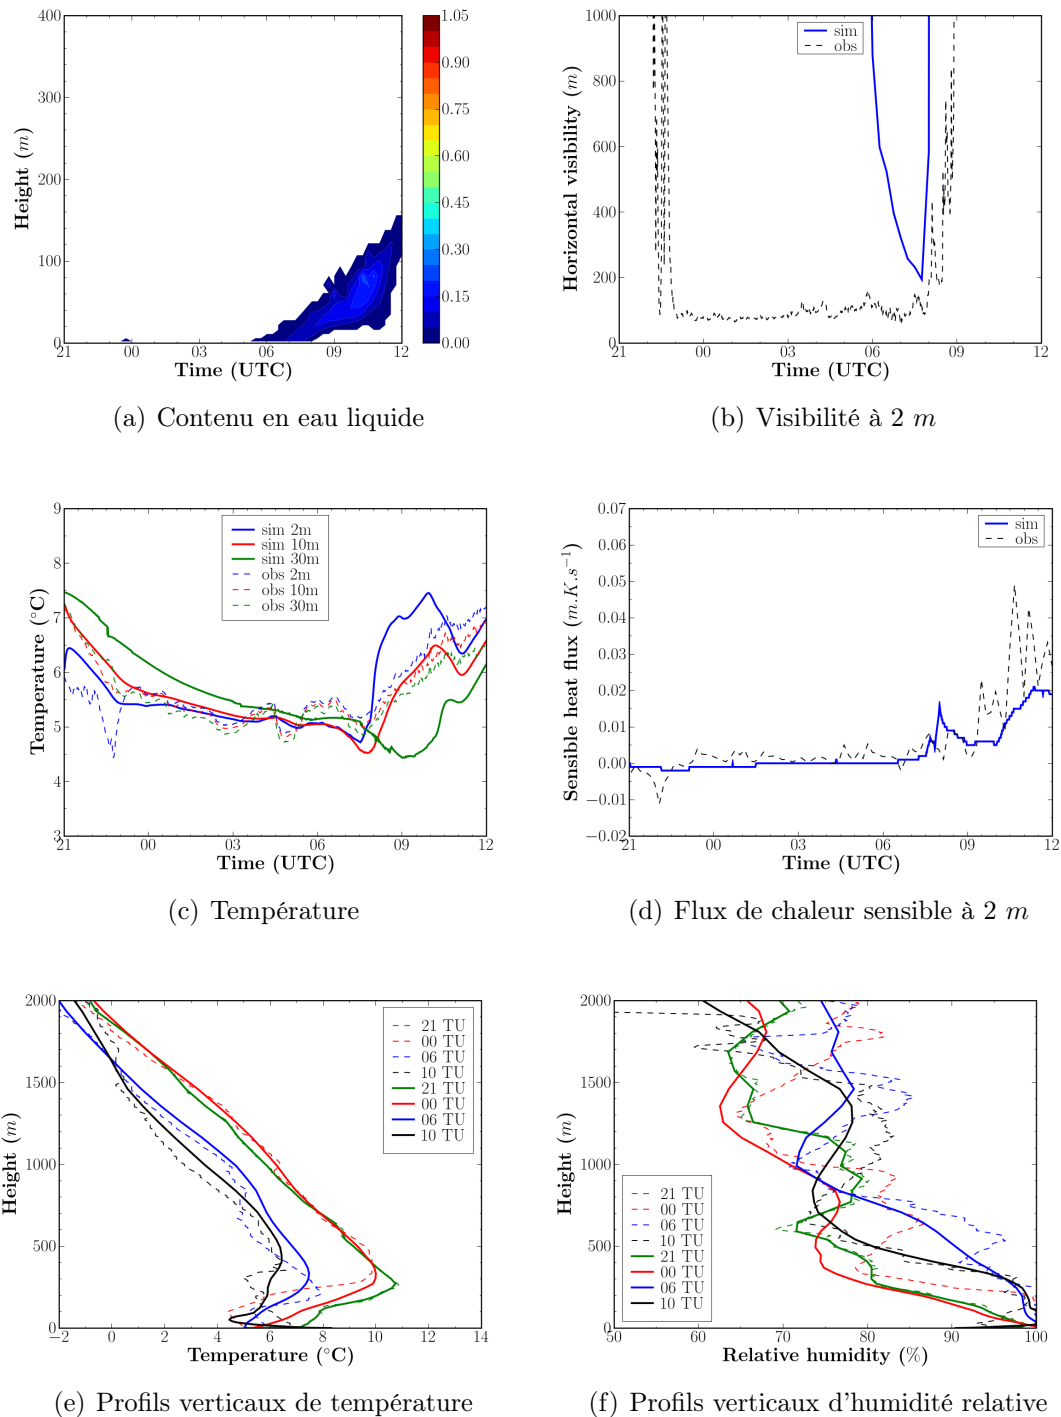 400
300
200
100
0
Height (m)
21 00 03 06 09 12
Time (UTC)
1.05
0.90
0.75
0.60
0.45
0.30
0.15
0.00
(a) Contenu en eau liquide
1000
800
600
400
200
0
Horizontal visibility (m)
sim
obs
21 00 03 06 09 12
Time (UTC)
(b) Visibilité à 2 m
9
8
7
6
5
4
3
Temperature (°C)
sim 2m
sim 10m
sim 30m
obs 2m
obs 10m
obs 30m
21 00 03 06 09 12
Time (UTC)
(c) Température
0.07
0.06
0.05
0.04
0.03
0.02
0.01
0.00
−0.01
−0.02
Sensible heat flux (m.K.s⁻¹)
sim
obs
21 00 03 06 09 12
Time (UTC)
(d) Flux de chaleur sensible à 2 m
2000
1500
1000
500
0
Height (m)
21 TU
00 TU
06 TU
10 TU
21 TU
00 TU
06 TU
10 TU
−2 0 2 4 6 8 10 12 14
Temperature (°C)
(e) Profils verticaux de température
2000
1500
1000
500
0
Height (m)
21 TU
00 TU
06 TU
10 TU
21 TU
00 TU
06 TU
10 TU
50 60 70 80 90 100
Relative humidity (%)
(f) Profils verticaux d'humidité relative